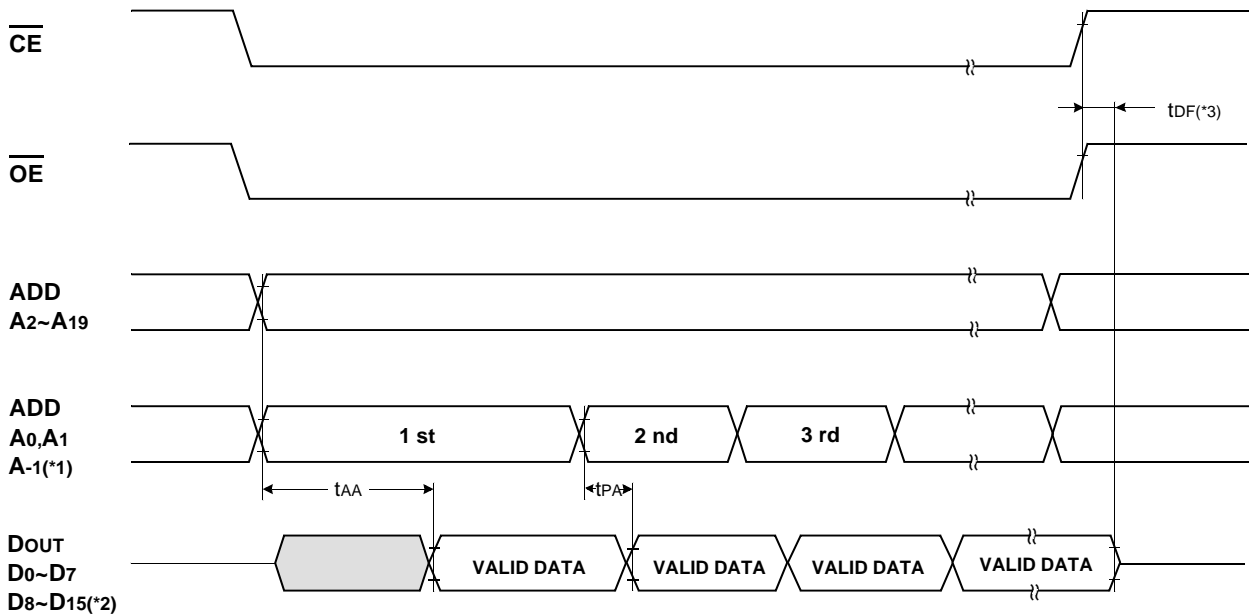 CE
tDF(*3)
OE
ADD
A2~A19
ADD
A0,A1
A-1(*1)
1 st
2 nd
3 rd
tAA
tPA
DOUT
D0~D7
D8~D15(*2)
VALID DATA
VALID DATA
VALID DATA
VALID DATA